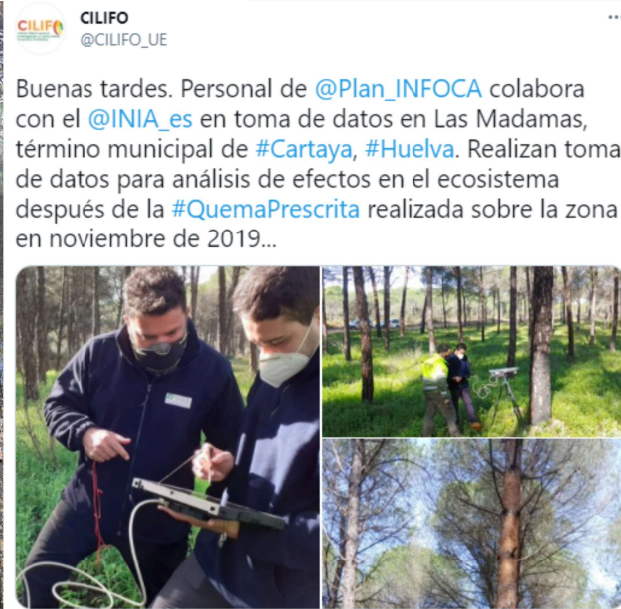 CILIFO
CILIFO
@CILIFO_UE
Buenas tardes. Personal de @Plan_INFOCA colabora
con el @INIA_es en toma de datos en Las Madamas,
término municipal de #Cartaya, #Huelva. Realizan toma
de datos para análisis de efectos en el ecosistema
después de la #QuemaPrescrita realizada sobre la zona
en noviembre de 2019...